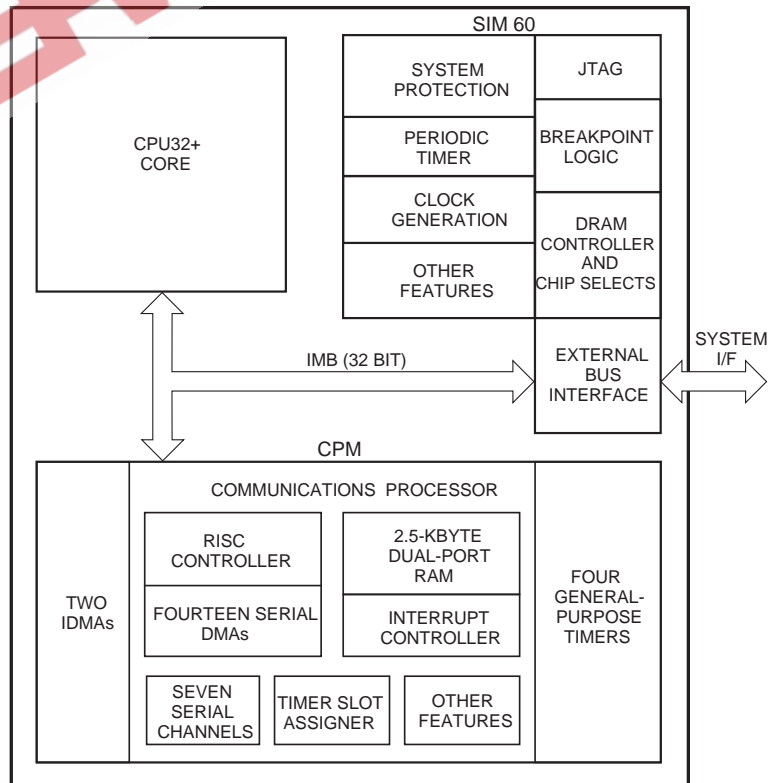 SIM 60
CPU32+
CORE
SYSTEM
PROTECTION
PERIODIC
TIMER
CLOCK
GENERATION
OTHER
FEATURES
JTAG
BREAKPOINT
LOGIC
DRAM
CONTROLLER
AND
CHIP SELECTS
EXTERNAL
BUS
INTERFACE
SYSTEM
I/F
IMB (32 BIT)
CPM
TWO
IDMAs
COMMUNICATIONS PROCESSOR
RISC
CONTROLLER
FOURTEEN SERIAL
DMAs
2.5-KBYTE
DUAL-PORT
RAM
INTERRUPT
CONTROLLER
SEVEN
SERIAL
CHANNELS
TIMER SLOT
ASSIGNER
OTHER
FEATURES
FOUR
GENERAL-
PURPOSE
TIMERS